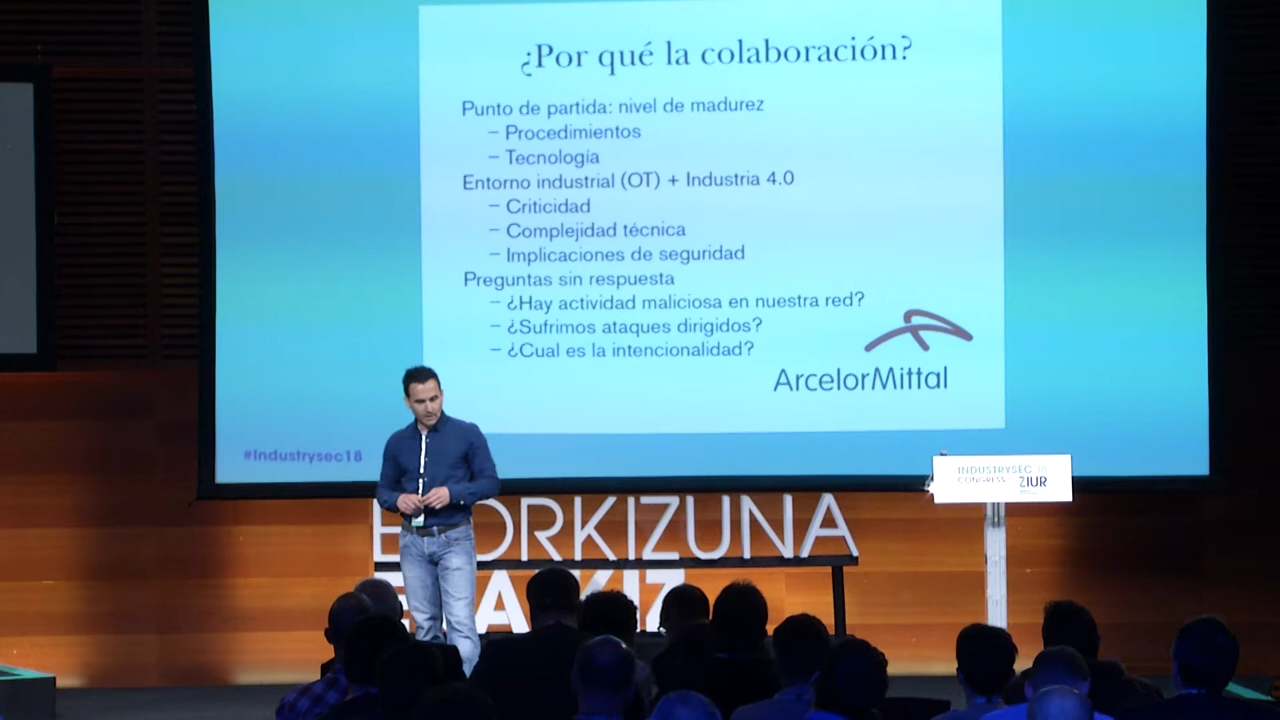 ¿Por qué la colaboración?
Punto de partida: nivel de madurez
– Procedimientos
– Tecnología
Entorno industrial (OT) + Industria 4.0
– Criticidad
– Complejidad técnica
– Implicaciones de seguridad
Preguntas sin respuesta
– ¿Hay actividad maliciosa en nuestra red?
– ¿Sufrimos ataques dirigidos?
– ¿Cual es la intencionalidad?
ArcelorMittal
#Industrysec18
INDUSTRYSEC 18
CONGRESS ZIUR
ORKIZUNA